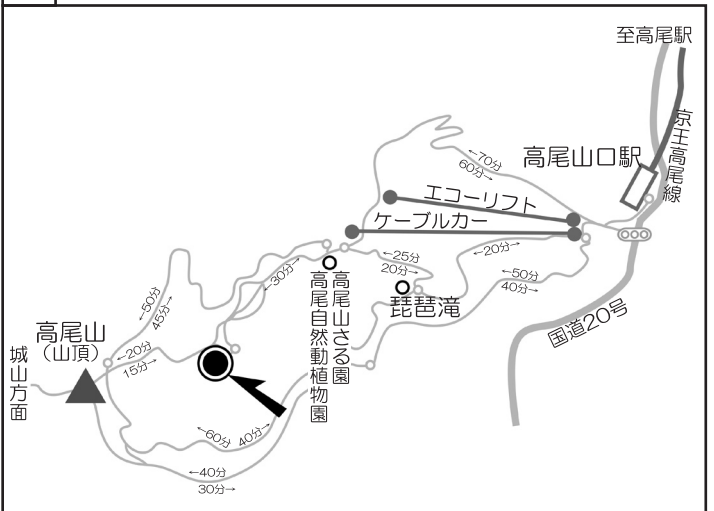 至高尾駅
京王高尾線
高尾山口駅
←70分
60分→
エコーリフト
ケーブルカー
←20分→
←25分
20分→
←50分
40分→
琵琶滝
国道20号
←30分→
高尾山さる園
高尾自然動植物園
←50分
45分→
高尾山
(山頂)
城山方面
←20分
15分→
←60分
40分→
←40分
30分→